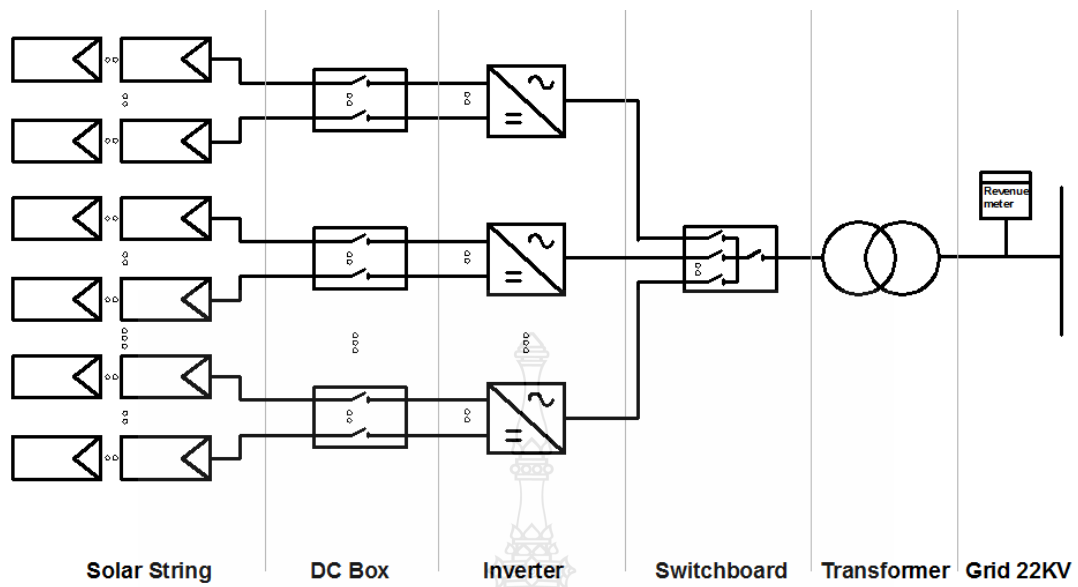 Revenue
meter
Solar String
DC Box
Inverter
Switchboard
Transformer
Grid 22KV